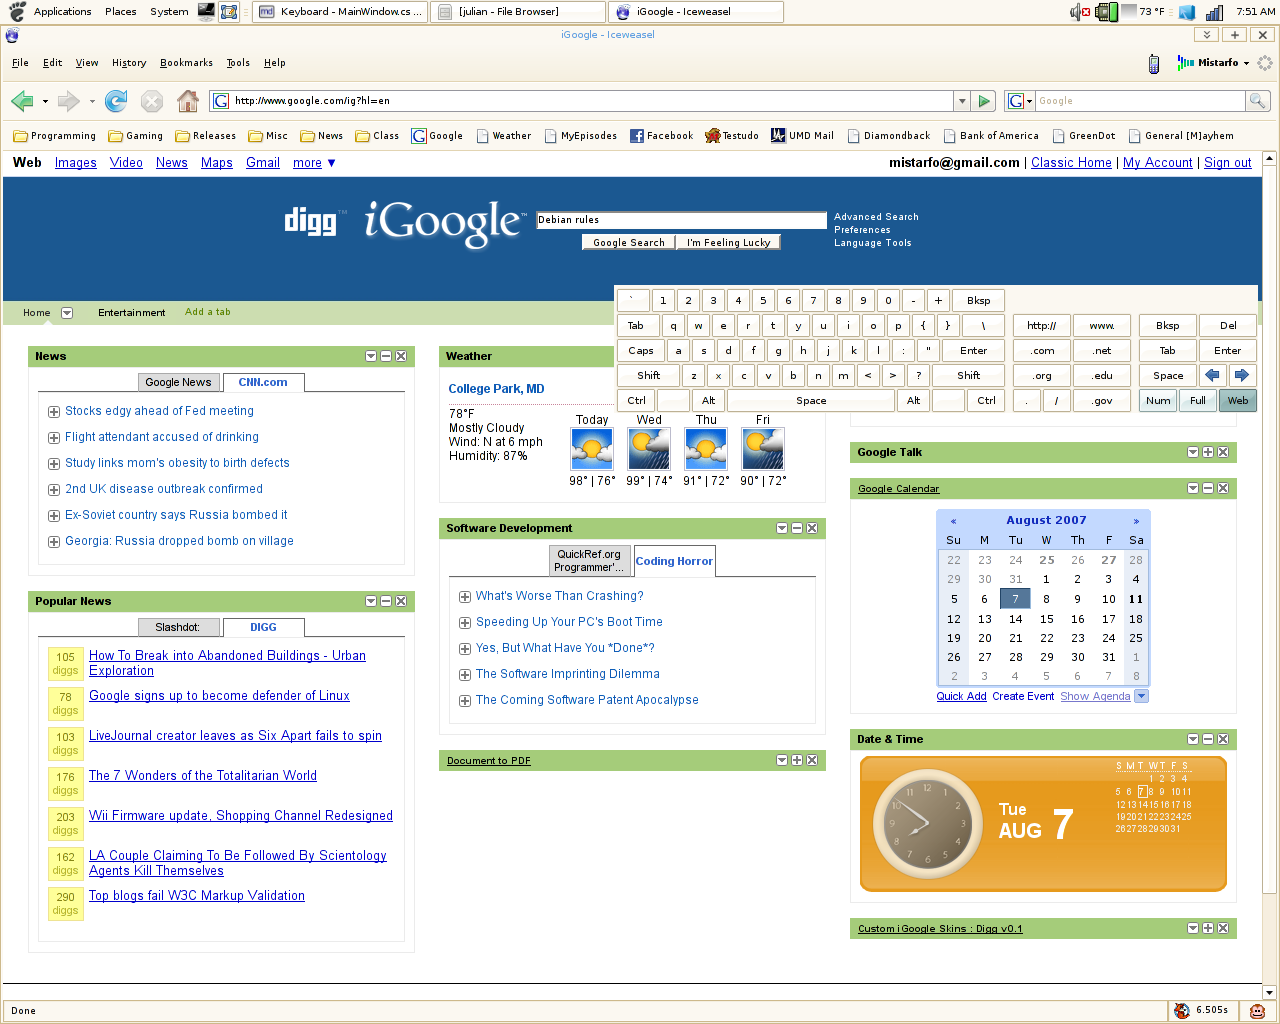 Applications Places System Keyboard - MainWindow.cs ... [julian - File Browser] iGoogle - Iceweasel 73 °F 7:51 AM
iGoogle - Iceweasel
File Edit View History Bookmarks Tools Help Mistarfo
http://www.google.com/ig?hl=en Google
Programming Gaming Releases Misc News Class Google Weather MyEpisodes Facebook Testudo UMD Mail Diamondback Bank of America GreenDot General [M]ayhem
Web Images Video News Maps Gmail more ▼ mistarfo@gmail.com | Classic Home | My Account | Sign out
digg™ iGoogle™ Debian rules
Google Search I'm Feeling Lucky
Advanced Search
Preferences
Language Tools
Home Entertainment Add a tab
` 1 2 3 4 5 6 7 8 9 0 - + Bksp
Tab q w e r t y u i o p { } \ http:// www. Bksp Del
Caps a s d f g h j k l : " Enter .com .net Tab Enter
Shift z x c v b n m < > ? Shift .org .edu Space
Ctrl Alt Space Alt Ctrl . / .gov Num Full Web
News
Google News CNN.com
Stocks edgy ahead of Fed meeting
Flight attendant accused of drinking
Study links mom's obesity to birth defects
2nd UK disease outbreak confirmed
Ex-Soviet country says Russia bombed it
Georgia: Russia dropped bomb on village
Popular News
Slashdot: DIGG
105 diggs How To Break into Abandoned Buildings - Urban
Exploration
78 diggs Google signs up to become defender of Linux
103 diggs LiveJournal creator leaves as Six Apart fails to spin
176 diggs The 7 Wonders of the Totalitarian World
203 diggs Wii Firmware update, Shopping Channel Redesigned
162 diggs LA Couple Claiming To Be Followed By Scientology
Agents Kill Themselves
290 diggs Top blogs fail W3C Markup Validation
Weather
College Park, MD
78°F
Mostly Cloudy
Wind: N at 6 mph
Humidity: 87%
Today Wed Thu Fri
98° | 76° 99° | 74° 91° | 72° 90° | 72°
Software Development
QuickRef.org
Programmer'...
Coding Horror
What's Worse Than Crashing?
Speeding Up Your PC's Boot Time
Yes, But What Have You *Done*?
The Software Imprinting Dilemma
The Coming Software Patent Apocalypse
Document to PDF
Google Talk
Google Calendar
« August 2007 »
Su M Tu W Th F Sa
22 23 24 25 26 27 28
29 30 31 1 2 3 4
5 6 7 8 9 10 11
12 13 14 15 16 17 18
19 20 21 22 23 24 25
26 27 28 29 30 31 1
2 3 4 5 6 7 8
Quick Add Create Event Show Agenda
Date & Time
12 1 2 3 4 5 6 7 8 9 10 11
Tue
AUG 7
S M T W T F S
1 2 3 4
5 6 7 8 9 10 11
12 13 14 15 16 17 18
19 20 21 22 23 24 25
26 27 28 29 30 31
Custom iGoogle Skins : Digg v0.1
Done 6.505s